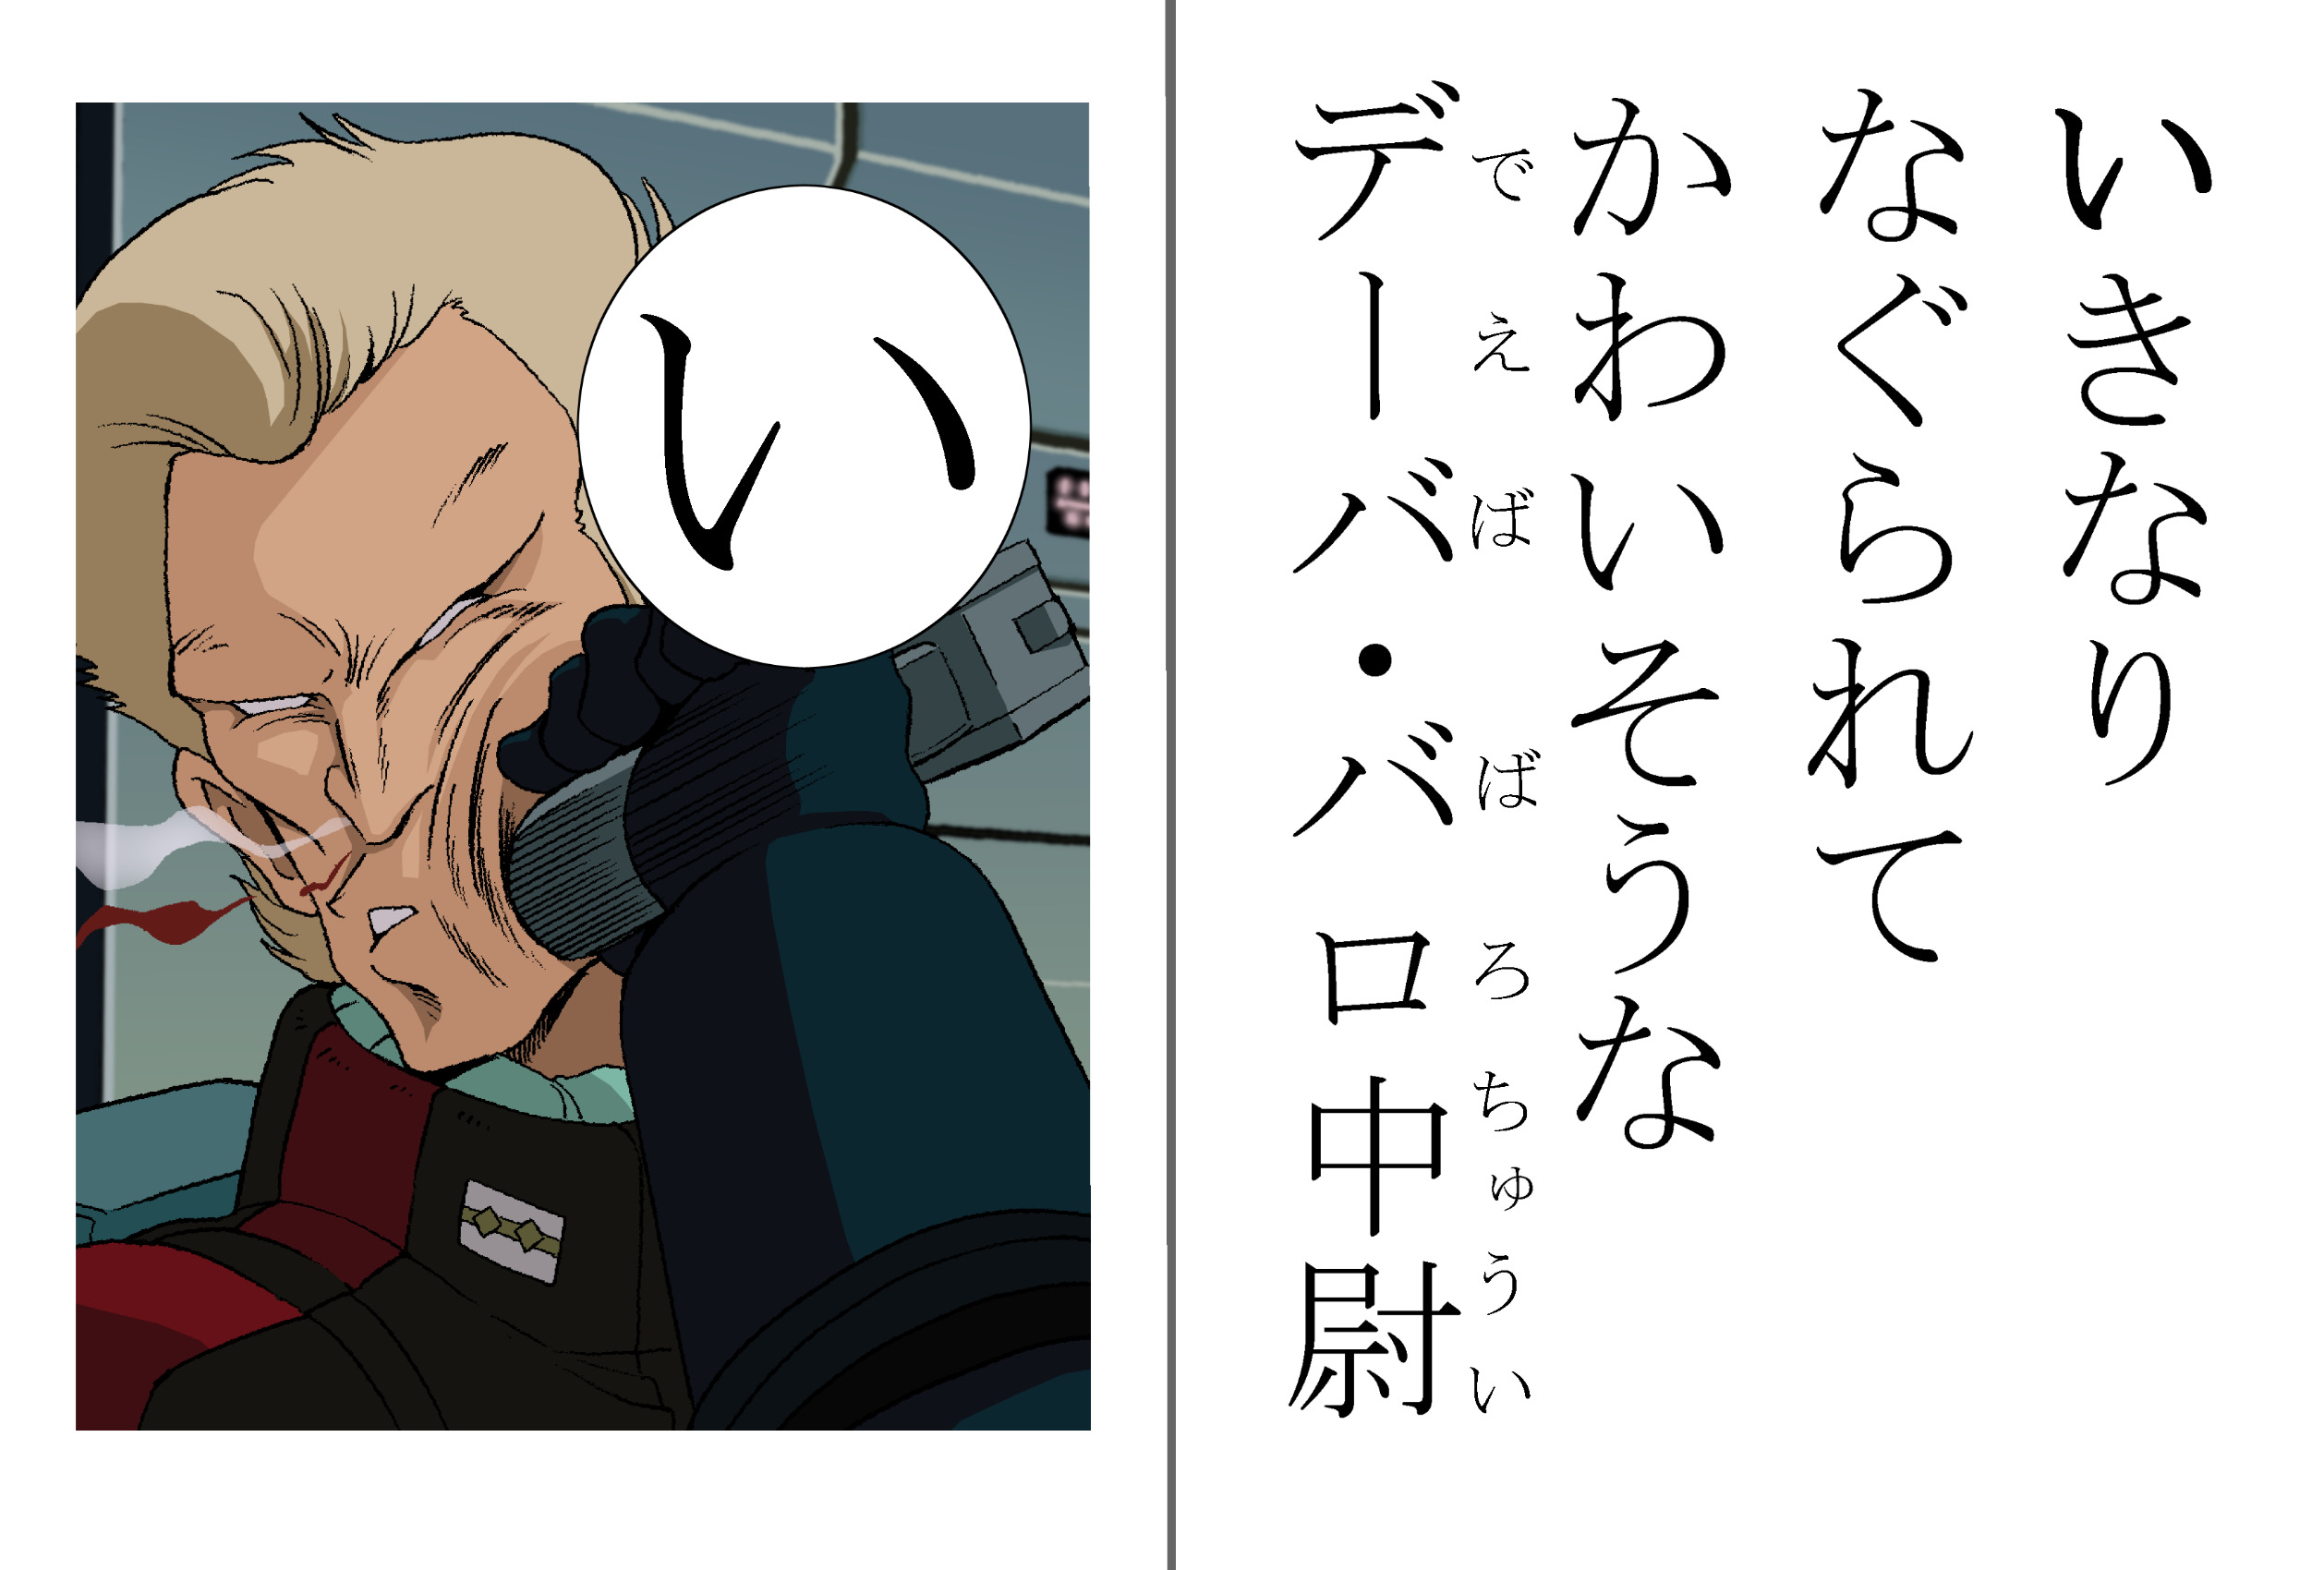 い
いきなり
なぐられて
かわいそうな
デーバ・バロ中尉
でえばばろちゅうい